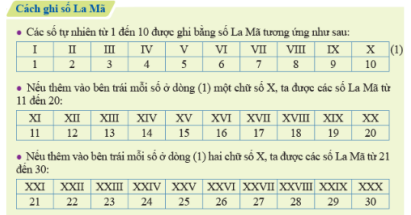 Cách ghi số La Mã
• Các số tự nhiên từ 1 đến 10 được ghi bằng số La Mã tương ứng như sau:
I II III IV V VI VII VIII IX X (1)
1 2 3 4 5 6 7 8 9 10
• Nếu thêm vào bên trái mỗi số ở dòng (1) một chữ số X, ta được các số La Mã từ
11 đến 20:
XI XII XIII XIV XV XVI XVII XVIII XIX XX
11 12 13 14 15 16 17 18 19 20
• Nếu thêm vào bên trái mỗi số ở dòng (1) hai chữ số X, ta được các số La Mã từ 21
đến 30:
XXI XXII XXIII XXIV XXV XXVI XXVII XXVIII XXIX XXX
21 22 23 24 25 26 27 28 29 30